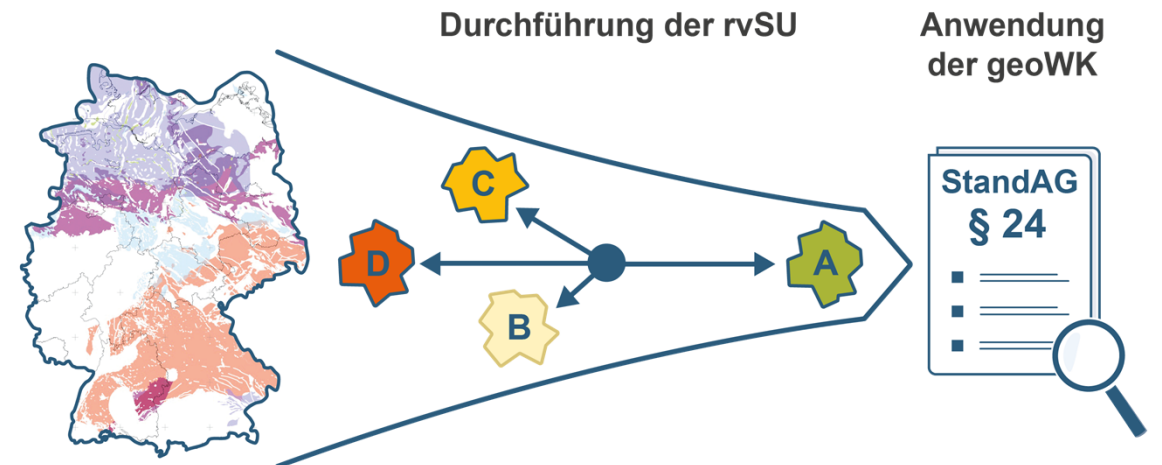 Durchführung der rvSU
Anwendung
der geoWK
C
D
B
A
StandAG
§ 24